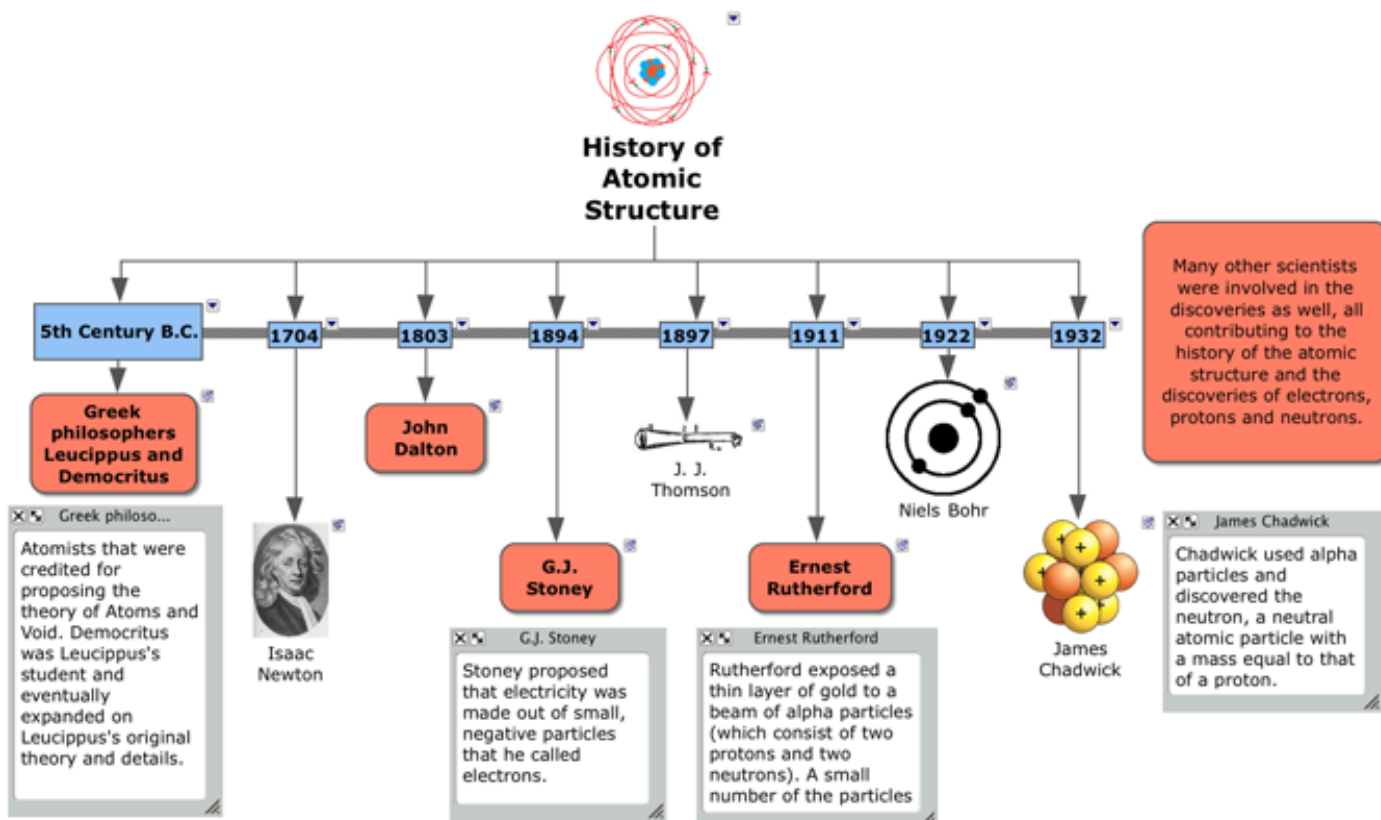 History of
Atomic
Structure
Many other scientists
were involved in the
discoveries as well, all
contributing to the
history of the atomic
structure and the
discoveries of electrons,
protons and neutrons.
5th Century B.C.
1704
1803
1894
1897
1911
1922
1932
Greek
philosophers
Leucippus and
Democritus
John
Dalton
J. J.
Thomson
Niels Bohr
Greek philoso...
Atomists that were
credited for
proposing the
theory of Atoms and
Void. Democritus
was Leucippus's
student and
eventually
expanded on
Leucippus's original
theory and details.
Isaac
Newton
G.J.
Stoney
G.J. Stoney
Stoney proposed
that electricity was
made out of small,
negative particles
that he called
electrons.
Ernest
Rutherford
Ernest Rutherford
Rutherford exposed a
thin layer of gold to a
beam of alpha particles
(which consist of two
protons and two
neutrons). A small
number of the particles
+
+
+
+
+
+
James
Chadwick
James Chadwick
Chadwick used alpha
particles and
discovered the
neutron, a neutral
atomic particle with
a mass equal to that
of a proton.